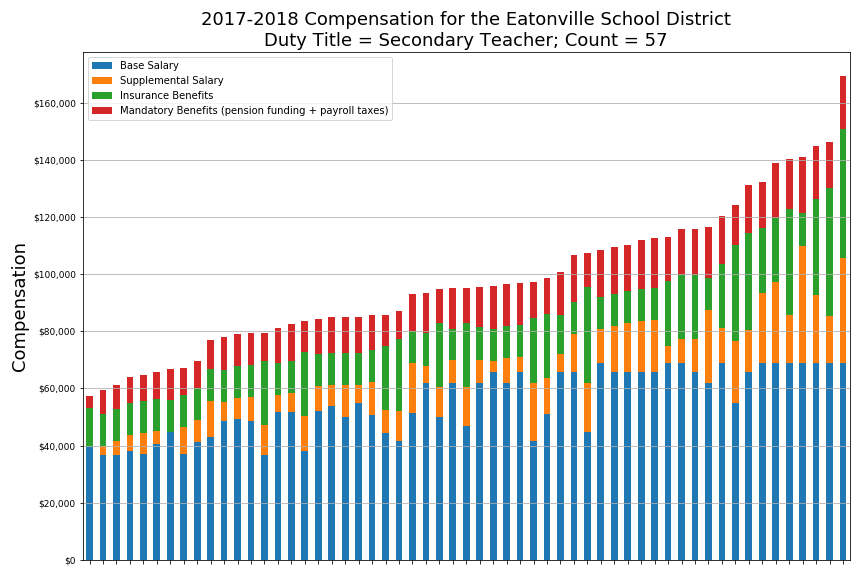 2017-2018 Compensation for the Eatonville School District
Duty Title = Secondary Teacher; Count = 57
Base Salary
Supplemental Salary
Insurance Benefits
Mandatory Benefits (pension funding + payroll taxes)
Compensation
$160,000
$140,000
$120,000
$100,000
$80,000
$60,000
$40,000
$20,000
$0